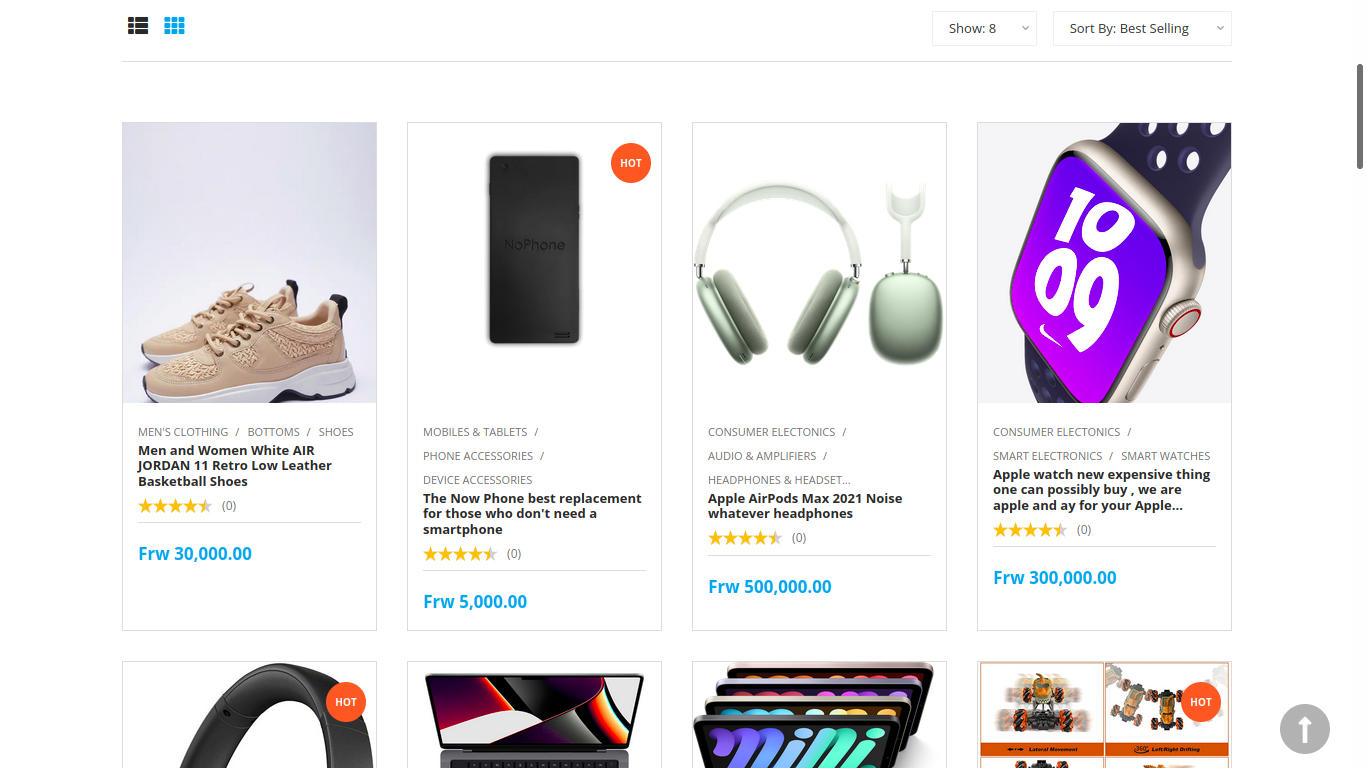 Show: 8
Sort By: Best Selling
HOT
NoPhone
10
09
MEN'S CLOTHING / BOTTOMS / SHOES
Men and Women White AIR
JORDAN 11 Retro Low Leather
Basketball Shoes
(0)
Frw 30,000.00
MOBILES & TABLETS /
PHONE ACCESSORIES /
DEVICE ACCESSORIES
The Now Phone best replacement
for those who don't need a
smartphone
(0)
Frw 5,000.00
CONSUMER ELECTONICS /
AUDIO & AMPLIFIERS /
HEADPHONES & HEADSET...
Apple AirPods Max 2021 Noise
whatever headphones
(0)
Frw 500,000.00
CONSUMER ELECTONICS /
SMART ELECTRONICS / SMART WATCHES
Apple watch new expensive thing
one can possibly buy , we are
apple and ay for your Apple...
(0)
Frw 300,000.00
HOT
HOT
Lateral Movement
360° Left/Right Drifting